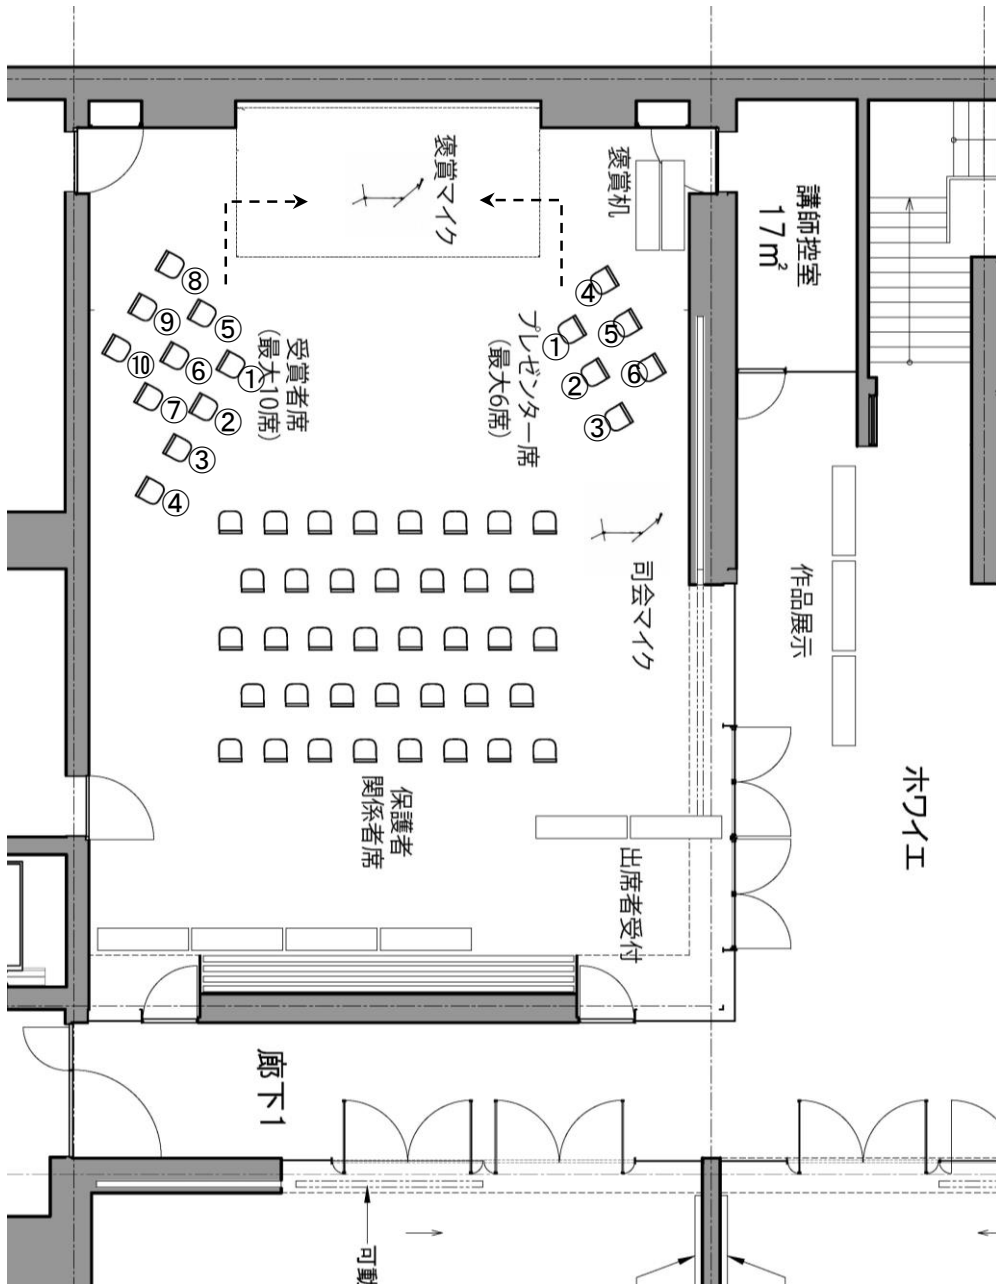 褒賞マイク
褒賞机
講師控室
17㎡
⑧
⑨
⑤
⑩
⑥
①
⑦
②
③
④
受賞者席
(最大10席)
プレゼンター席
(最大6席)
④
①
⑤
②
⑥
③
司会マイク
作品展示
ホワイエ
保護者
関係者席
出席者受付
廊下1
可動